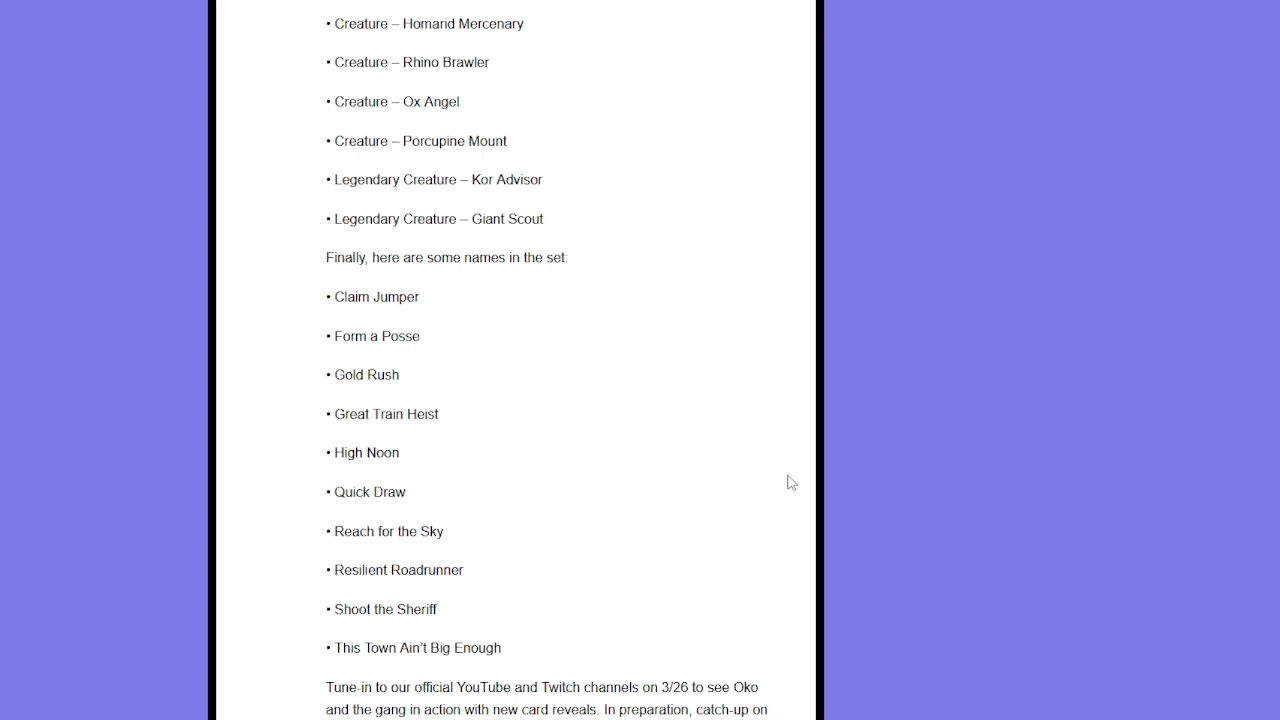 • Creature – Homarid Mercenary
• Creature – Rhino Brawler
• Creature – Ox Angel
• Creature – Porcupine Mount
• Legendary Creature – Kor Advisor
• Legendary Creature – Giant Scout
Finally, here are some names in the set:
• Claim Jumper
• Form a Posse
• Gold Rush
• Great Train Heist
• High Noon
• Quick Draw
• Reach for the Sky
• Resilient Roadrunner
• Shoot the Sheriff
• This Town Ain’t Big Enough
Tune-in to our official YouTube and Twitch channels on 3/26 to see Oko
and the gang in action with new card reveals. In preparation, catch-up on